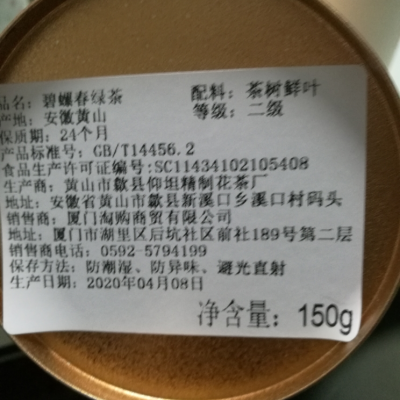 品名：碧螺春绿茶 配料：茶树鲜叶
产地：安徽黄山 等级：二级
保质期：24个月
产品标准号：GB/T14456.2
食品生产许可证编号：SC11434102105408
生产商：黄山市歙县仰坦精制花茶厂
地址：安徽省黄山市歙县新溪口乡溪口村码头
销售商：厦门淘购商贸有限公司
地址：厦门市湖里区后坑社区前社189号第二层
销售商电话：0592-5794199
保存方法：防潮湿、防异味、避光直射
生产日期：2020年04月08日
净含量：150g